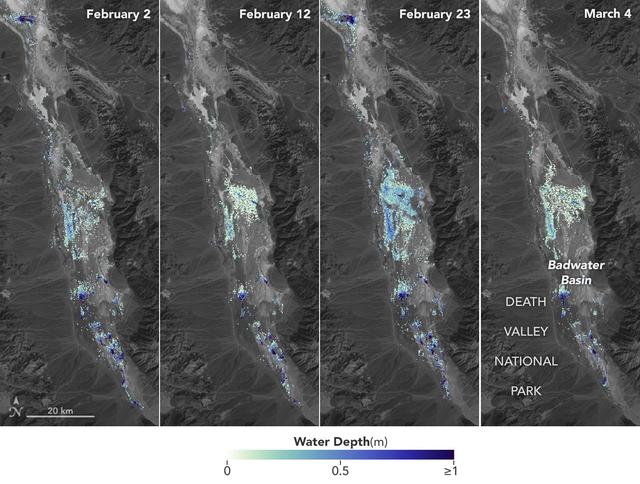 February 2
February 12
February 23
March 4
Badwater
Basin
DEATH
VALLEY
NATIONAL
PARK
N
20 km
Water Depth(m)
0
0.5
≥1